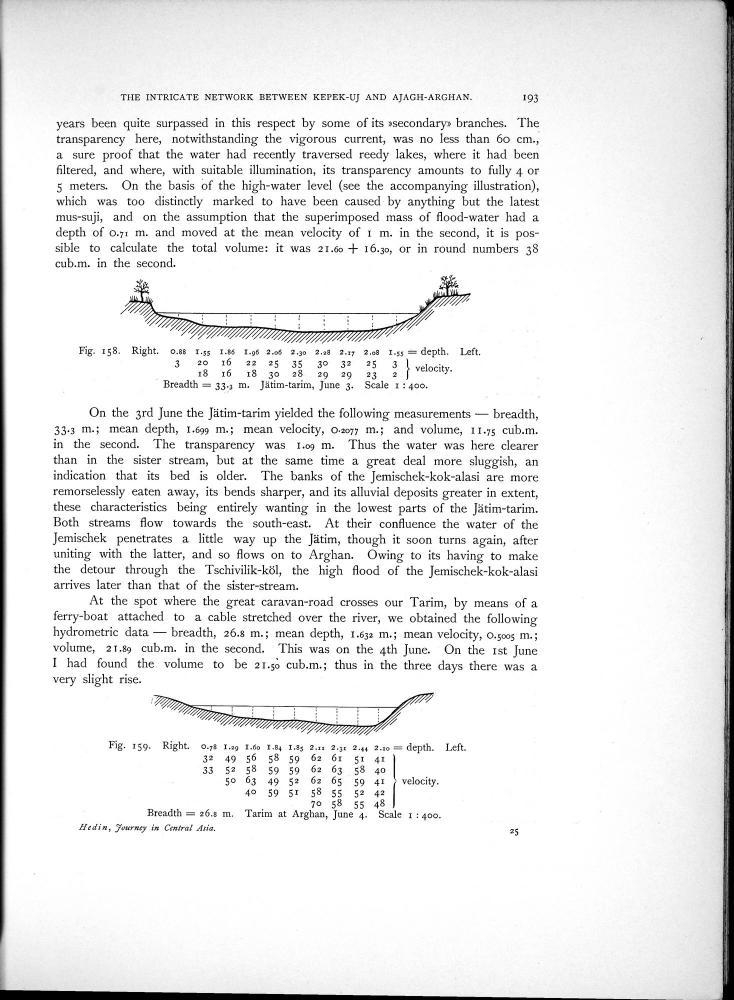 THE INTRICATE NETWORK BETWEEN KEPEK-UJ AND AJAGH-ARGHAN. 193
years been quite surpassed in this respect by some of its »secondary» branches. The
transparency here, notwithstanding the vigorous current, was no less than 60 cm.,
a sure proof that the water had recently traversed reedy lakes, where it had been
filtered, and where, with suitable illumination, its transparency amounts to fully 4 or
5 meters. On the basis of the high-water level (see the accompanying illustration),
which was too distinctly marked to have been caused by anything but the latest
mus-suji, and on the assumption that the superimposed mass of flood-water had a
depth of 0.71 m. and moved at the mean velocity of 1 m. in the second, it is pos-
sible to calculate the total volume: it was 21.60 + 16.30, or in round numbers 38
cub.m. in the second.
Fig. 158. Right. 0.88 1.55 1.86 1.96 2.06 2.30 2.28 2.17 2.08 1.55 = depth. Left.
3 20 16 22 25 35 30 32 25 3
18 16 18 30 28 29 29 23 2 velocity.
Breadth = 33.3 m. Jätim-tarim, June 3. Scale 1 : 400.
On the 3rd June the Jätim-tarim yielded the following measurements — breadth,
33.3 m.; mean depth, 1.699 m.; mean velocity, 0.2077 m.; and volume, 11.75 cub.m.
in the second. The transparency was 1.09 m. Thus the water was here clearer
than in the sister stream, but at the same time a great deal more sluggish, an
indication that its bed is older. The banks of the Jemischek-kok-alasi are more
remorselessly eaten away, its bends sharper, and its alluvial deposits greater in extent,
these characteristics being entirely wanting in the lowest parts of the Jätim-tarim.
Both streams flow towards the south-east. At their confluence the water of the
Jemischek penetrates a little way up the Jätim, though it soon turns again, after
uniting with the latter, and so flows on to Arghan. Owing to its having to make
the detour through the Tschivilik-köl, the high flood of the Jemischek-kok-alasi
arrives later than that of the sister-stream.
At the spot where the great caravan-road crosses our Tarim, by means of a
ferry-boat attached to a cable stretched over the river, we obtained the following
hydrometric data — breadth, 26.8 m.; mean depth, 1.632 m.; mean velocity, 0.5005 m.;
volume, 21.89 cub.m. in the second. This was on the 4th June. On the 1st June
I had found the volume to be 21.50 cub.m.; thus in the three days there was a
very slight rise.
Fig. 159. Right. 0.78 1.29 1.60 1.84 1.85 2.11 2.31 2.44 2.10 = depth. Left.
32 49 56 58 59 62 61 51 41
33 52 58 59 59 62 63 58 40
50 63 49 52 62 65 59 41 velocity.
40 59 51 58 55 52 42
70 58 55 48
Breadth = 26.8 m. Tarim at Arghan, June 4. Scale 1 : 400.
Hedin, Journey in Central Asia. 25